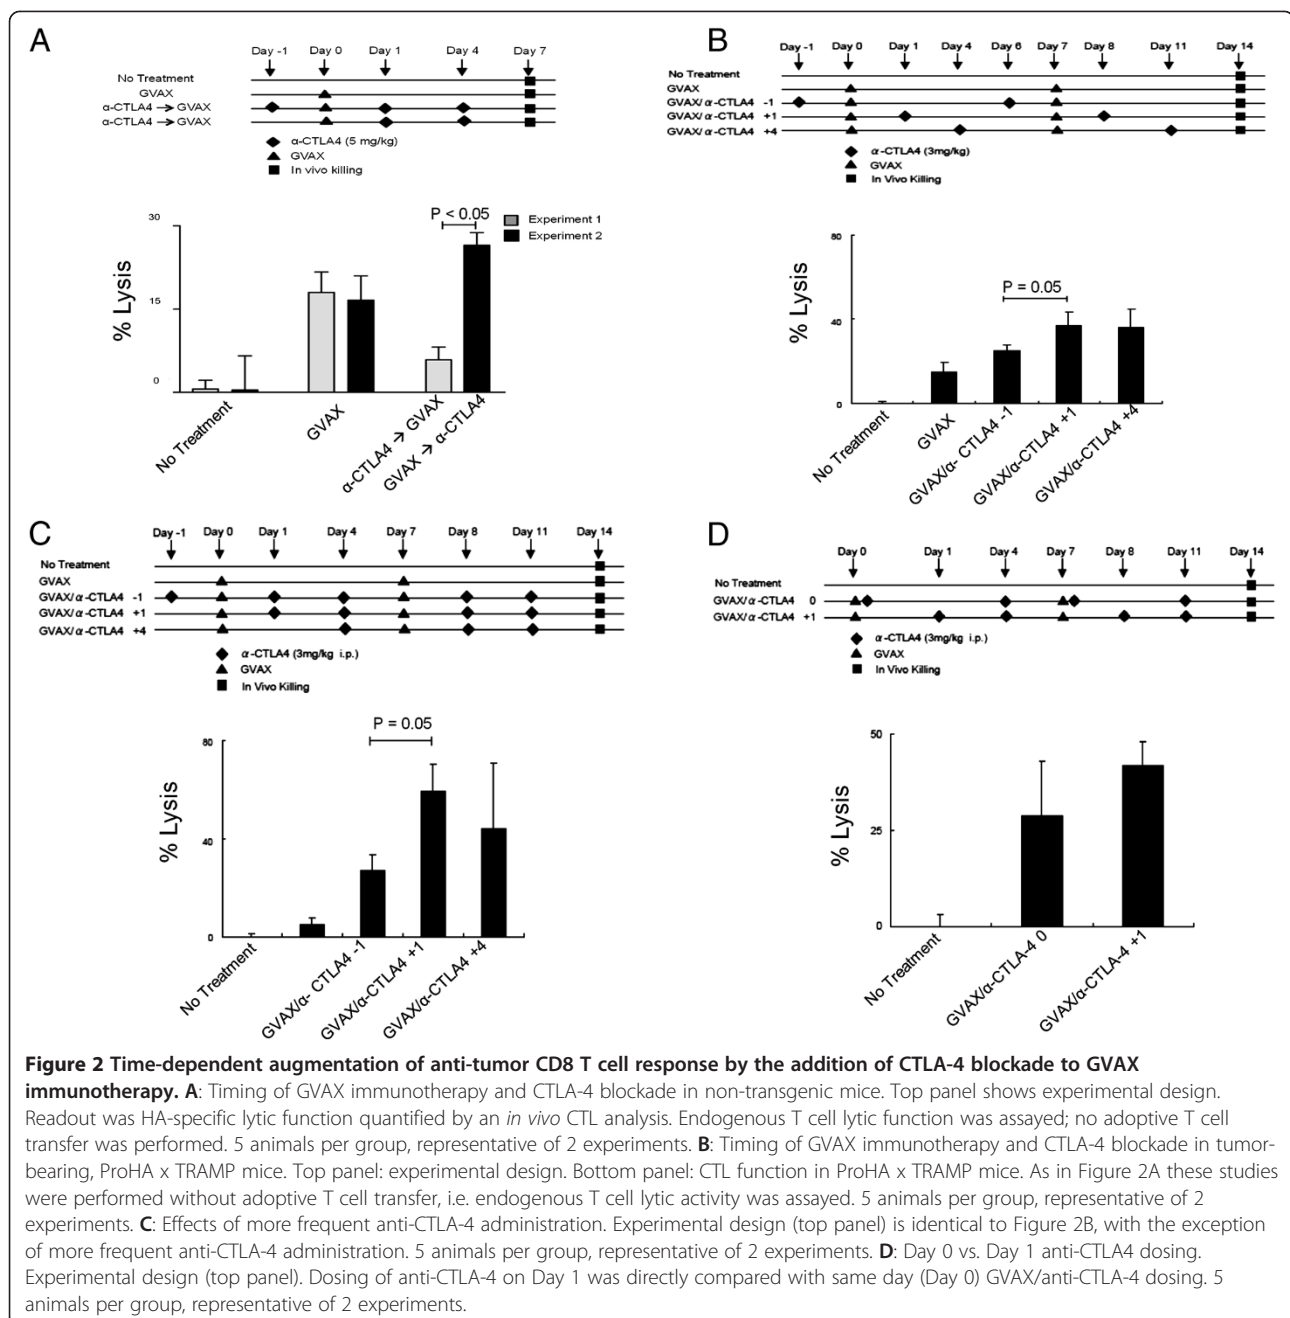 A
Day -1 Day 0 Day 1 Day 4 Day 7
No Treatment
GVAX
α-CTLA4 → GVAX
α-CTLA4 → GVAX
α-CTLA4 (5 mg/kg)
GVAX
In vivo killing
P < 0.05
Experiment 1
Experiment 2
% Lysis
30
15
0
No Treatment
GVAX
α-CTLA4 → GVAX
GVAX → α-CTLA4
B
Day -1 Day 0 Day 1 Day 4 Day 6 Day 7 Day 8 Day 11 Day 14
No Treatment
GVAX
GVAX/α-CTLA4 -1
GVAX/α-CTLA4 +1
GVAX/α-CTLA4 +4
α-CTLA4 (3mg/kg)
GVAX
In Vivo Killing
P = 0.05
% Lysis
80
40
0
No Treatment
GVAX
GVAX/α- CTLA4 -1
GVAX/α-CTLA4 +1
GVAX/α-CTLA4 +4
C
Day -1 Day 0 Day 1 Day 4 Day 7 Day 8 Day 11 Day 14
No Treatment
GVAX
GVAX/α-CTLA4 -1
GVAX/α-CTLA4 +1
GVAX/α-CTLA4 +4
α-CTLA4 (3mg/kg i.p.)
GVAX
In Vivo Killing
P = 0.05
% Lysis
80
40
0
No Treatment
GVAX/α- CTLA4 -1
GVAX/α-CTLA4 +1
GVAX/α-CTLA4 +4
D
Day 0 Day 1 Day 4 Day 7 Day 8 Day 11 Day 14
No Treatment
GVAX/α-CTLA4 0
GVAX/α-CTLA4 +1
α-CTLA4 (3mg/kg i.p.)
GVAX
In Vivo Killing
% Lysis
50
25
0
No Treatment
GVAX/α-CTLA-4 0
GVAX/α-CTLA-4 +1
Figure 2 Time-dependent augmentation of anti-tumor CD8 T cell response by the addition of CTLA-4 blockade to GVAX
immunotherapy. A: Timing of GVAX immunotherapy and CTLA-4 blockade in non-transgenic mice. Top panel shows experimental design.
Readout was HA-specific lytic function quantified by an in vivo CTL analysis. Endogenous T cell lytic function was assayed; no adoptive T cell
transfer was performed. 5 animals per group, representative of 2 experiments. B: Timing of GVAX immunotherapy and CTLA-4 blockade in tumor-
bearing, ProHA x TRAMP mice. Top panel: experimental design. Bottom panel: CTL function in ProHA x TRAMP mice. As in Figure 2A these studies
were performed without adoptive T cell transfer, i.e. endogenous T cell lytic activity was assayed. 5 animals per group, representative of 2
experiments. C: Effects of more frequent anti-CTLA-4 administration. Experimental design (top panel) is identical to Figure 2B, with the exception
of more frequent anti-CTLA-4 administration. 5 animals per group, representative of 2 experiments. D: Day 0 vs. Day 1 anti-CTLA4 dosing.
Experimental design (top panel). Dosing of anti-CTLA-4 on Day 1 was directly compared with same day (Day 0) GVAX/anti-CTLA-4 dosing. 5
animals per group, representative of 2 experiments.